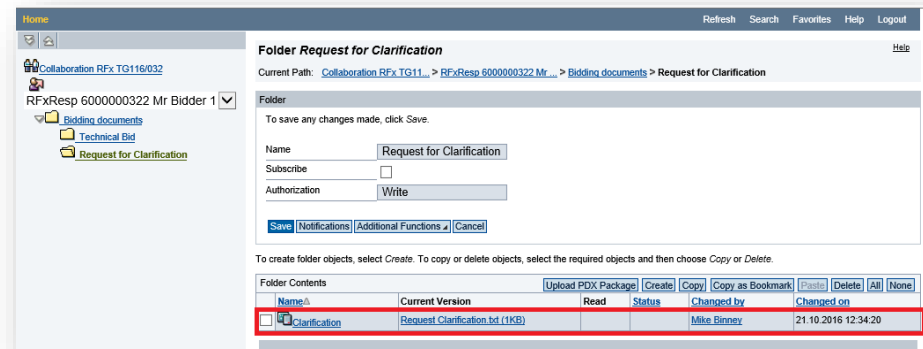 Home Refresh Search Favorites Help Logout
Collaboration RFx TG116/032
RFxResp 6000000322 Mr Bidder 1
Bidding documents
Technical Bid
Request for Clarification
Folder Request for Clarification Help
Current Path: Collaboration RFx TG11... > RFxResp 6000000322 Mr ... > Bidding documents > Request for Clarification
Folder
To save any changes made, click Save.
Name Request for Clarification
Subscribe
Authorization Write
Save Notifications Additional Functions Cancel
To create folder objects, select Create. To copy or delete objects, select the required objects and then choose Copy or Delete.
Folder Contents Upload PDX Package Create Copy Copy as Bookmark Paste Delete All None
Name Current Version Read Status Changed by Changed on
Clarification Request Clarification.txt (1KB) Mike Binney 21.10.2016 12:34:20